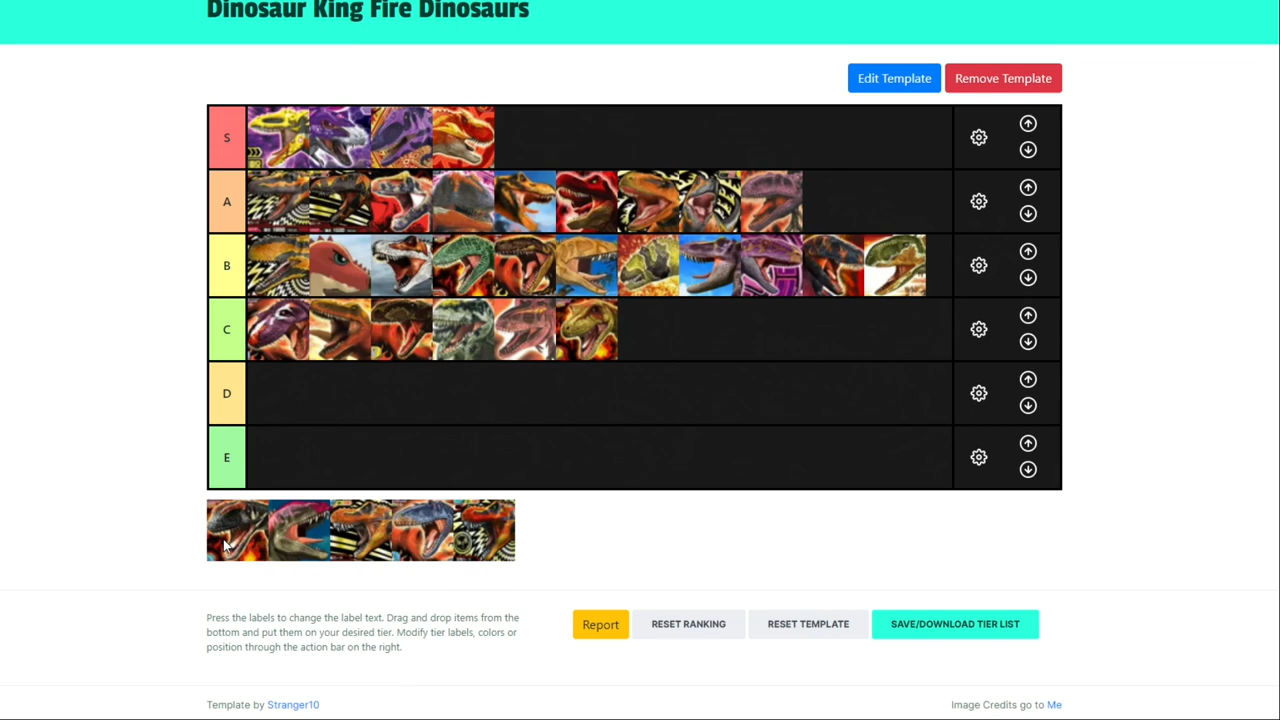 Dinosaur King Fire Dinosaurs
Edit Template
Remove Template
S
A
B
C
D
E
Press the labels to change the label text. Drag and drop items from the
bottom and put them on your desired tier. Modify tier labels, colors or
position through the action bar on the right.
Report
RESET RANKING
RESET TEMPLATE
SAVE/DOWNLOAD TIER LIST
Template by Stranger10
Image Credits go to Me